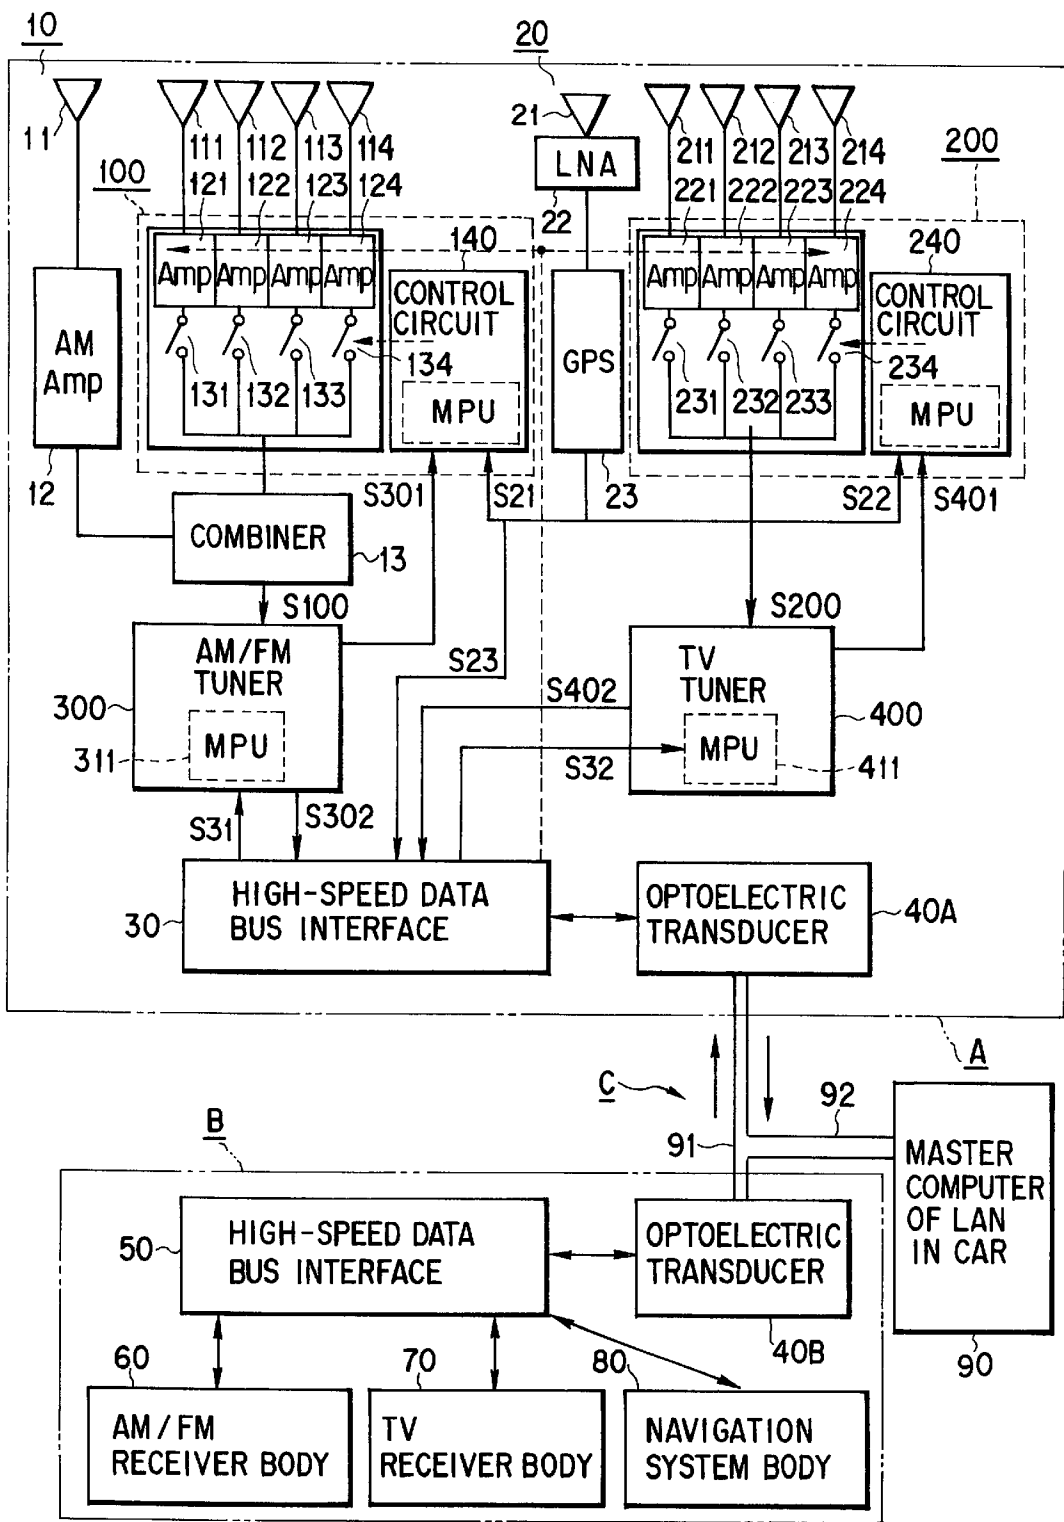 10
20
11
111
112
113
114
21
LNA
22
211
212
213
214
200
100
121
122
123
124
221
222
223
224
140
240
Amp
Amp
Amp
Amp
CONTROL
CIRCUIT
MPU
AM
Amp
GPS
Amp
Amp
Amp
Amp
CONTROL
CIRCUIT
MPU
131
132
133
134
231
232
233
234
12
S301
S21
23
S22
S401
COMBINER
13
S100
S200
AM/FM
TUNER
MPU
300
311
S23
S402
S32
TV
TUNER
MPU
400
411
S31
S302
HIGH-SPEED DATA
BUS INTERFACE
30
OPTOELECTRIC
TRANSDUCER
40A
A
C
91
92
B
MASTER
COMPUTER
OF LAN
IN CAR
90
HIGH-SPEED DATA
BUS INTERFACE
50
OPTOELECTRIC
TRANSDUCER
40B
60
70
80
AM/FM
RECEIVER BODY
TV
RECEIVER BODY
NAVIGATION
SYSTEM BODY